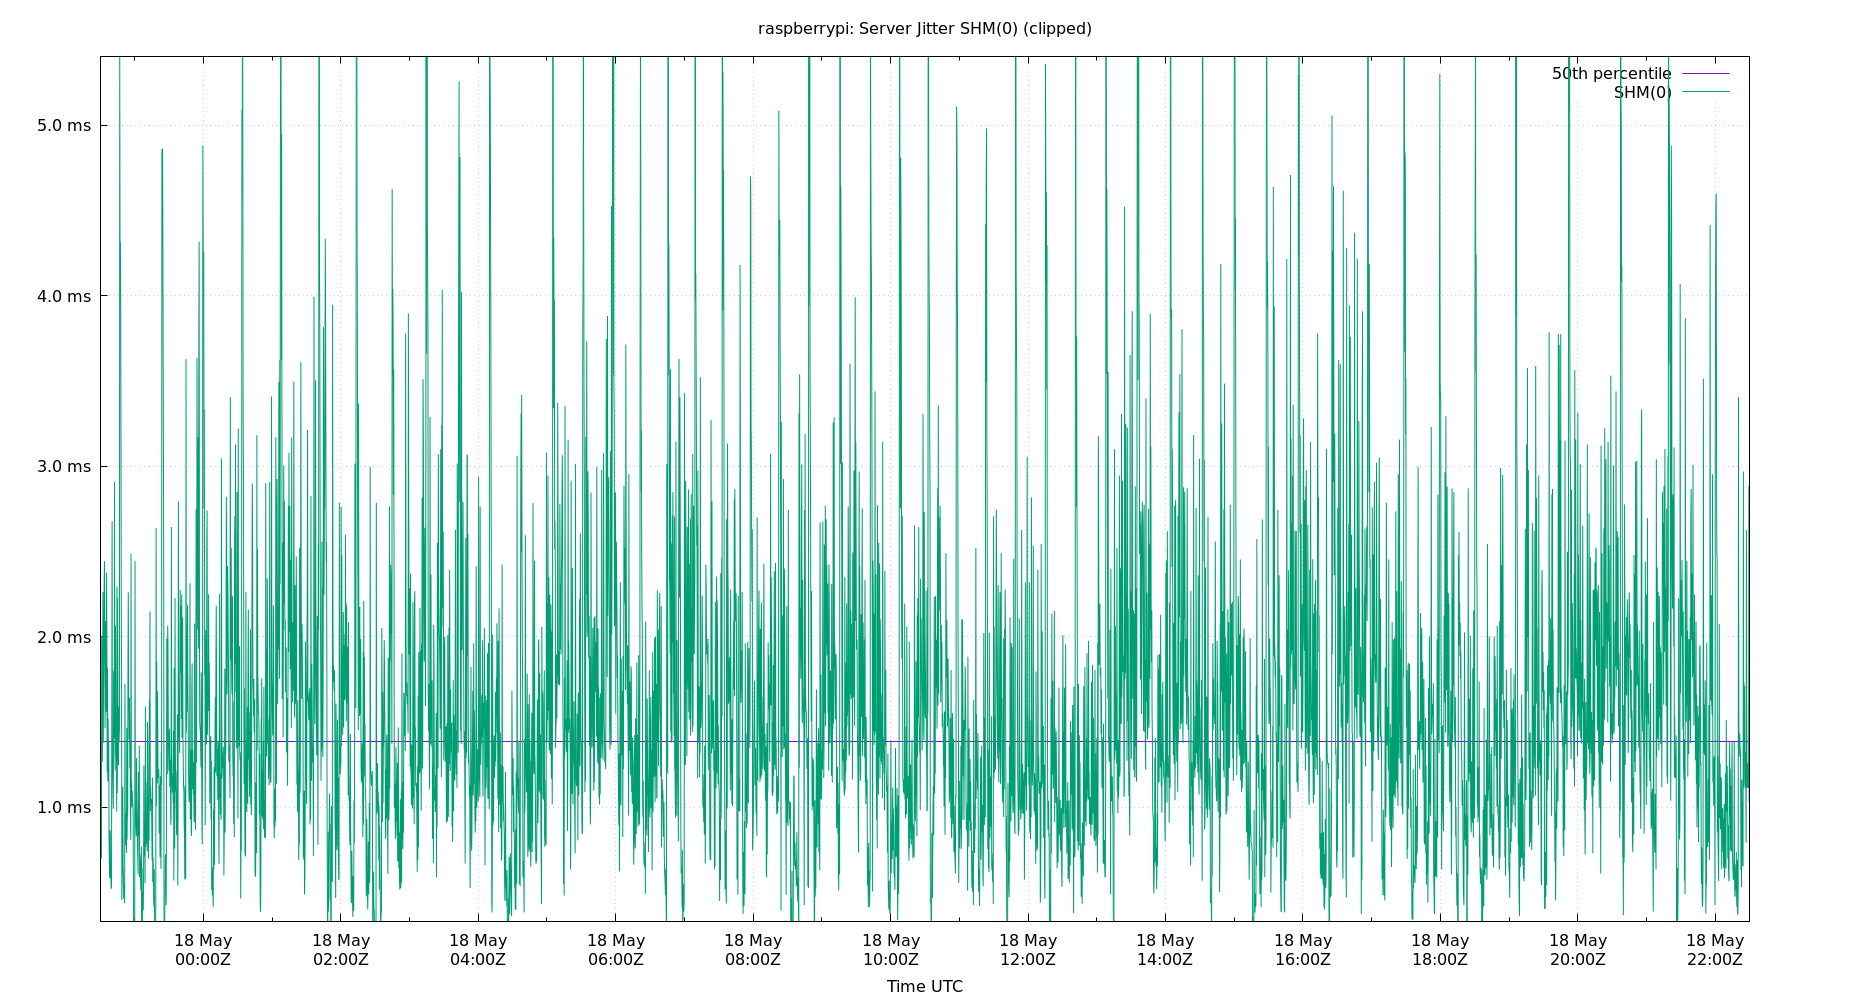 raspberrypi: Server Jitter SHM(0) (clipped)
50th percentile
SHM(0)
5.0 ms
4.0 ms
3.0 ms
2.0 ms
1.0 ms
18 May 18 May 18 May 18 May 18 May 18 May 18 May 18 May 18 May 18 May 18 May 18 May
00:00Z 02:00Z 04:00Z 06:00Z 08:00Z 10:00Z 12:00Z 14:00Z 16:00Z 18:00Z 20:00Z 22:00Z
Time UTC